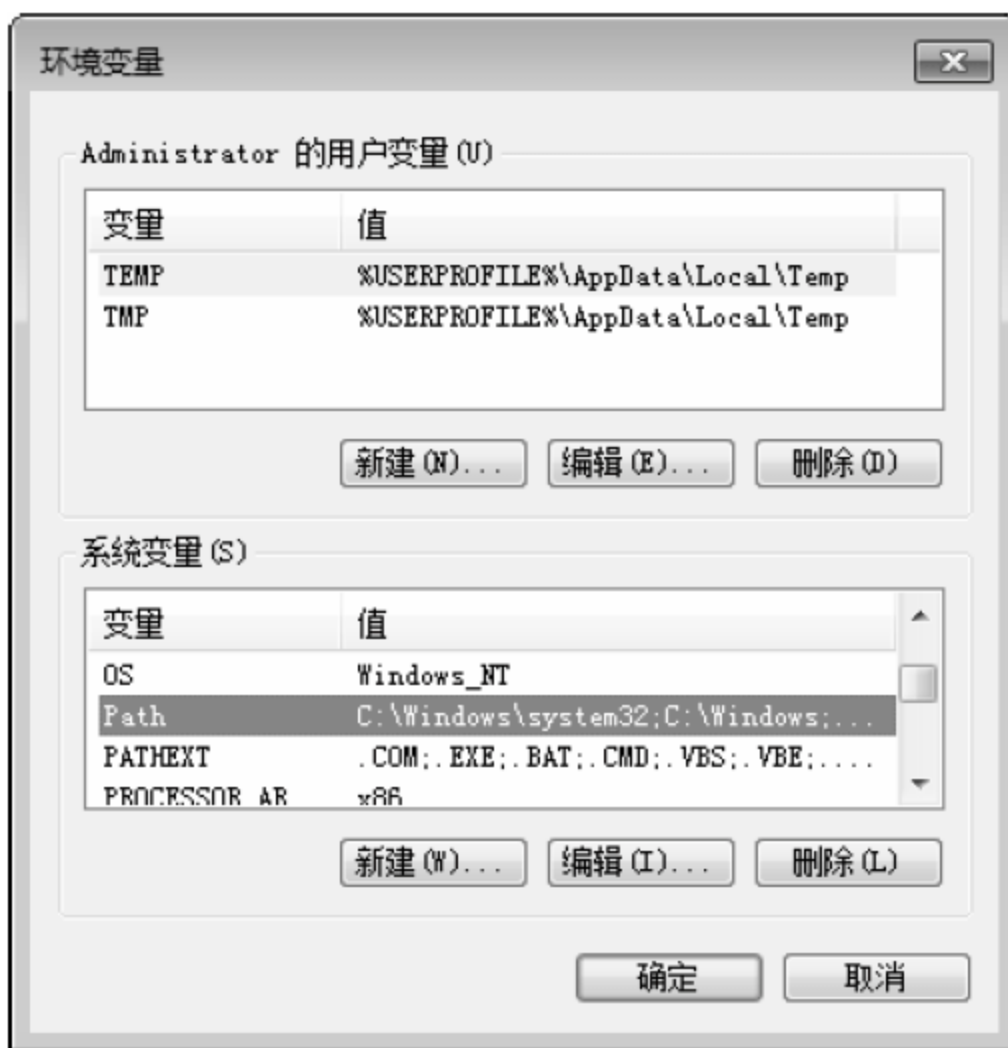 环境变量
Administrator 的用户变量(U)
变量 值
TEMP %USERPROFILE%\AppData\Local\Temp
TMP %USERPROFILE%\AppData\Local\Temp
新建(N)... 编辑(E)... 删除(D)
系统变量(S)
变量 值
OS Windows_NT
Path C:\Windows\system32;C:\Windows;...
PATHEXT .COM;.EXE;.BAT;.CMD;.VBS;.VBE;....
PROCESSOR_AR x86
新建(W)... 编辑(I)... 删除(L)
确定 取消